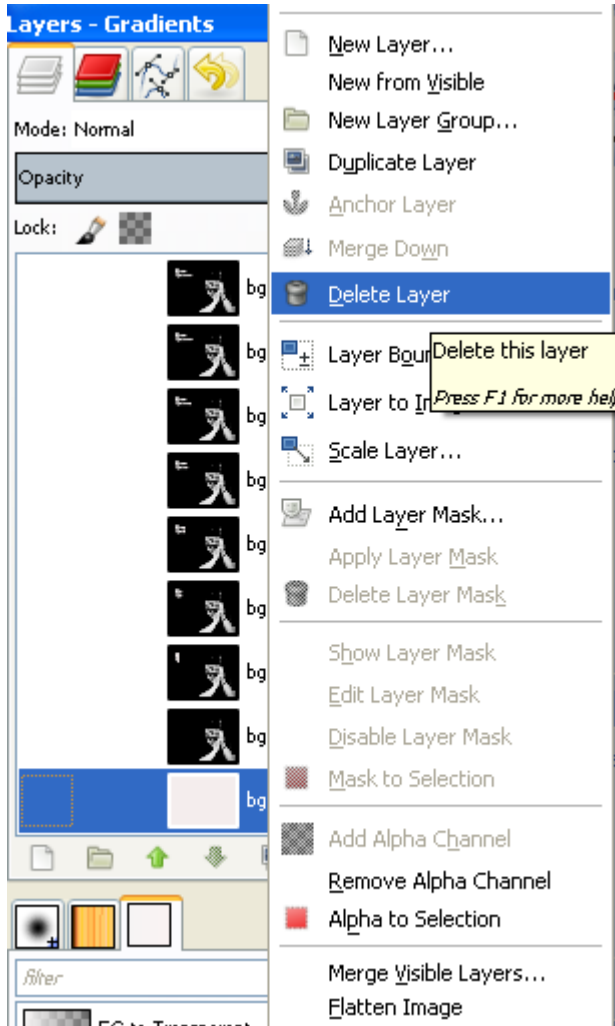 Layers - Gradients
Mode: Normal
Opacity
Lock:
bg
bg
bg
bg
bg
bg
bg
bg
bg
filter
New Layer...
New from Visible
New Layer Group...
Duplicate Layer
Anchor Layer
Merge Down
Delete Layer
Layer
Delete this layer
Layer to
Press F1 for more
Scale Layer...
Add Layer Mask...
Apply Layer Mask
Delete Layer Mask
Show Layer Mask
Edit Layer Mask
Disable Layer Mask
Mask to Selection
Add Alpha Channel
Remove Alpha Channel
Alpha to Selection
Merge Visible Layers...
Flatten Image